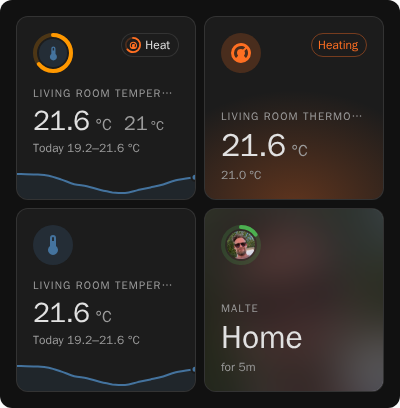 Heat
LIVING ROOM TEMPER…
21.6 °C 21 °C
Today 19.2–21.6 °C
Heating
LIVING ROOM THERMO…
21.6 °C
21.0 °C
LIVING ROOM TEMPER…
21.6 °C
Today 19.2–21.6 °C
MALTE
Home
for 5m